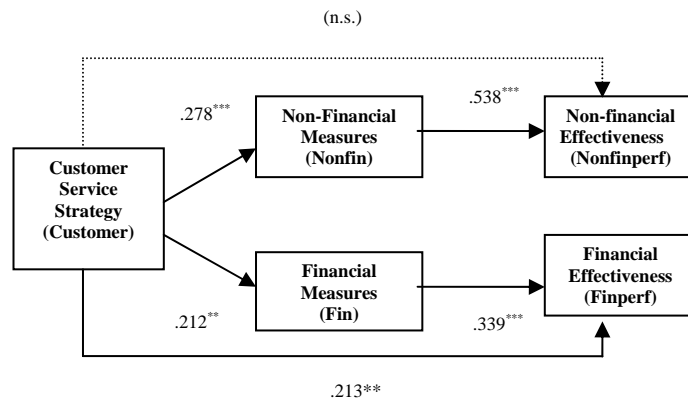 (n.s.)
.278***
.538***
Non-Financial
Measures
(Nonfin)
Non-financial
Effectiveness
(Nonfinperf)
Customer
Service
Strategy
(Customer)
Financial
Measures
(Fin)
Financial
Effectiveness
(Finperf)
.212**
.339***
.213**